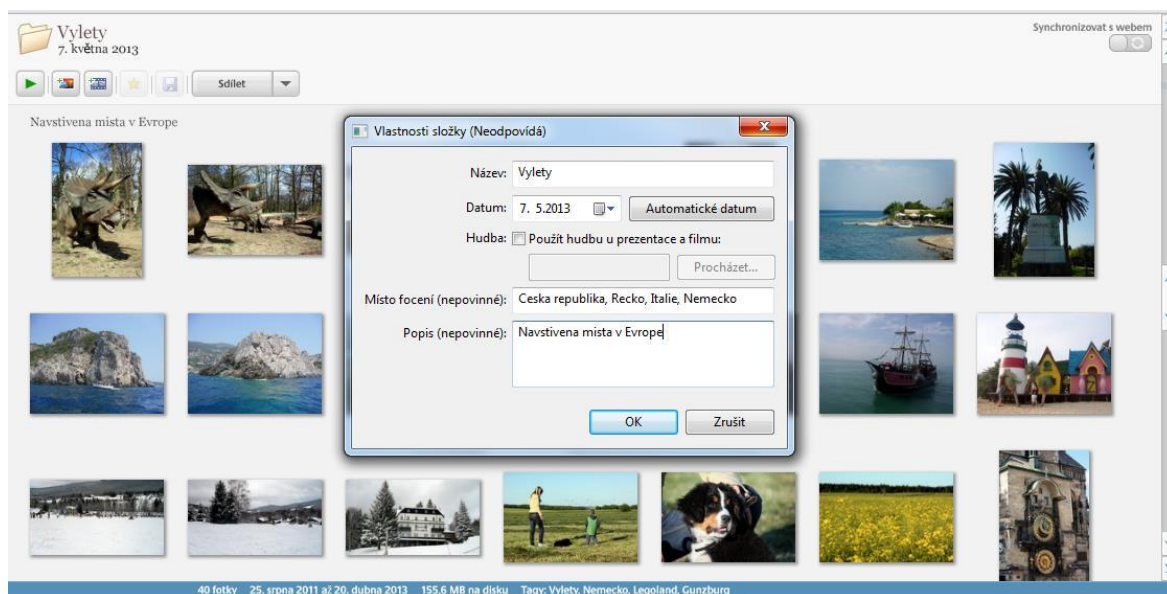 Vylety
7. května 2013
Synchronizovat s webem
Sdílet
Navstivena mista v Evrope
Vlastnosti složky (Neodpovídá)
Název: Vylety
Datum: 7. 5.2013 Automatické datum
Hudba: Použít hudbu u prezentace a filmu:
Procházet...
Místo focení (nepovinné): Ceska republika, Recko, Italie, Nemecko
Popis (nepovinné): Navstivena mista v Evrope
OK Zrušit
40 fotky 25. srpna 2011 až 20. dubna 2013 155.6 MB na disku Tagy: Vylety, Nemecko, Legoland, Gunzburg